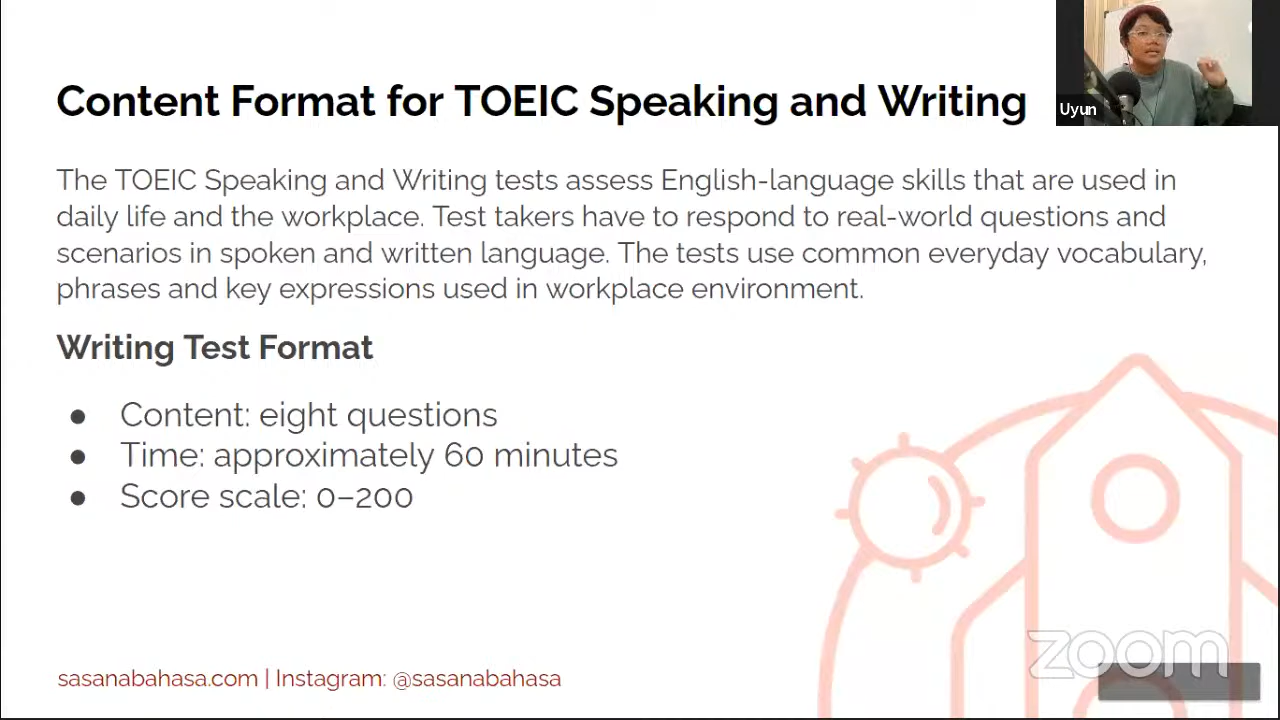 Content Format for TOEIC Speaking and Writing
Uyun
The TOEIC Speaking and Writing tests assess English-language skills that are used in
daily life and the workplace. Test takers have to respond to real-world questions and
scenarios in spoken and written language. The tests use common everyday vocabulary,
phrases and key expressions used in workplace environment.
Writing Test Format
● Content: eight questions
● Time: approximately 60 minutes
● Score scale: 0–200
zoom
sasanabahasa.com | Instagram: @sasanabahasa